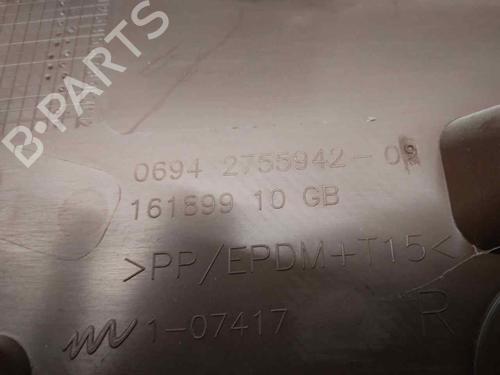 B-PARTS
0694 2755942-0
161899 10 GB
>PP/EPDM+T15<
1-07417 R